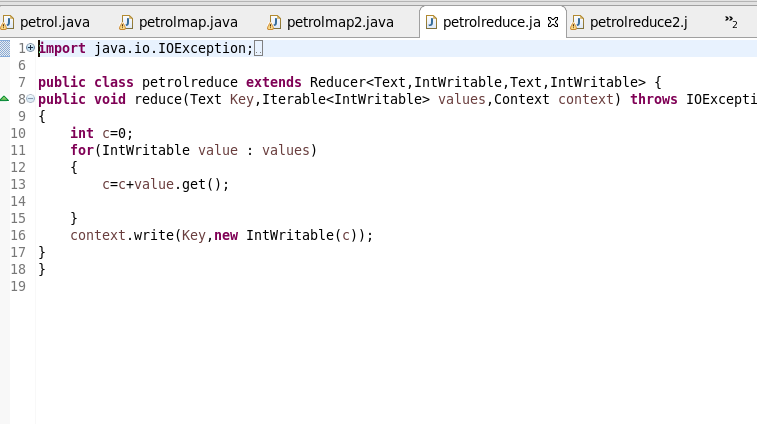 petrol.java petrolmap.java petrolmap2.java petrolreduce.ja petrolreduce2.j »2
1 import java.io.IOException;
6
7 public class petrolreduce extends Reducer<Text,IntWritable,Text,IntWritable> {
8 public void reduce(Text Key,Iterable<IntWritable> values,Context context) throws IOExcepti
9 {
10 int c=0;
11 for(IntWritable value : values)
12 {
13 c=c+value.get();
14
15 }
16 context.write(Key,new IntWritable(c));
17 }
18 }
19